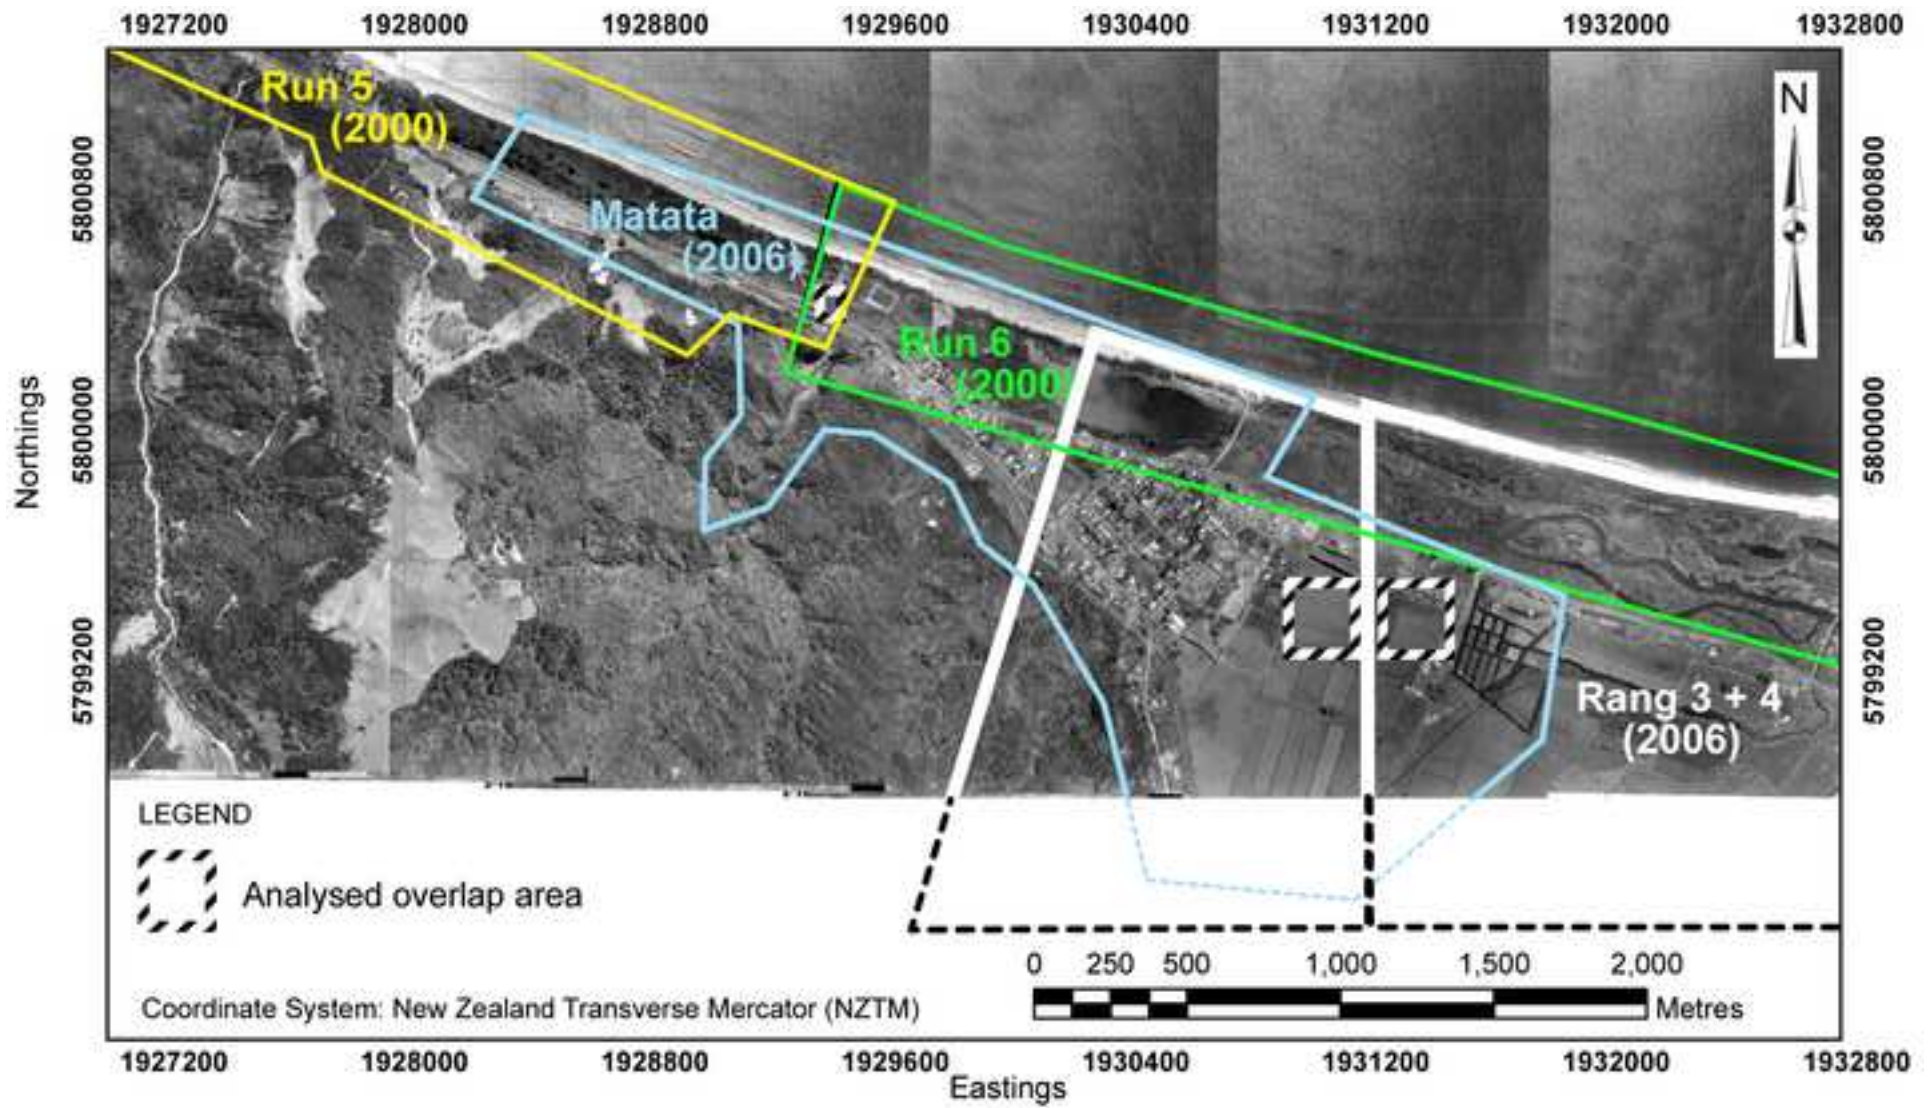 1927200 1928000 1928800 1929600 1930400 1931200 1932000 1932800
N
Run 5
(2000)
5800800
5800800
Matata
(2006)
Run 6
(2000)
Northings
5800000
5800000
5799200
5799200
Rang 3 + 4
(2006)
LEGEND
Analysed overlap area
0 250 500 1,000 1,500 2,000
Coordinate System: New Zealand Transverse Mercator (NZTM)
Metres
1927200 1928000 1928800 1929600 1930400 1931200 1932000 1932800
Eastings